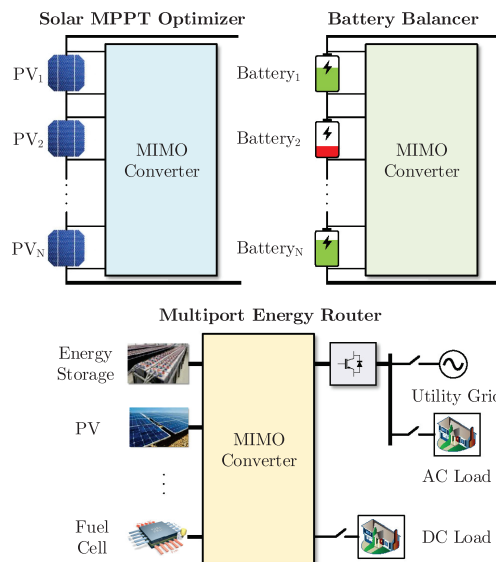 Solar MPPT Optimizer
PV1
PV2
PVN
MIMO
Converter
Battery Balancer
Battery1
Battery2
BatteryN
MIMO
Converter
Multiport Energy Router
Energy
Storage
PV
Fuel
Cell
MIMO
Converter
Utility Grid
AC Load
DC Load